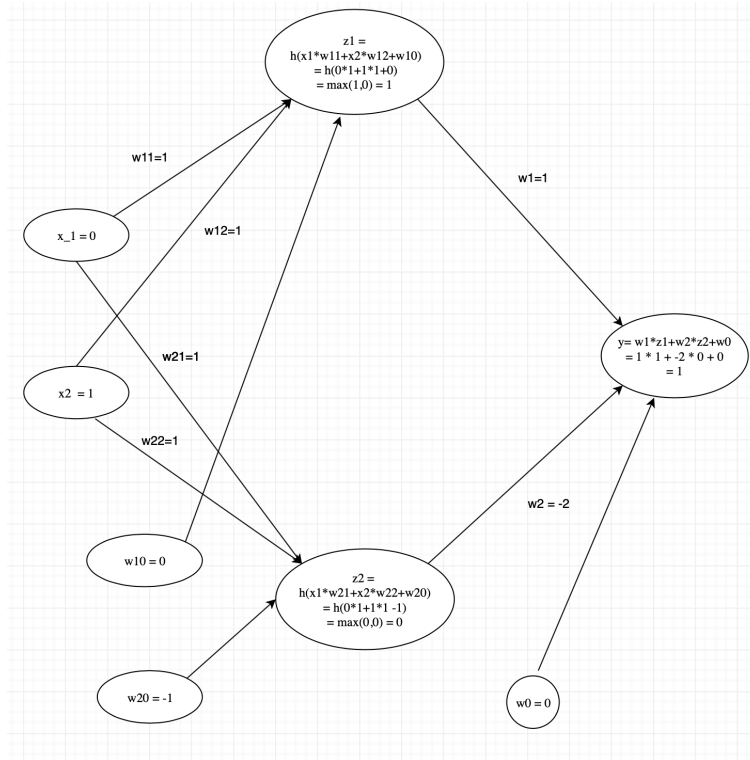 z1 =
h(x1*w11+x2*w12+w10)
= h(0*1+1*1+0)
= max(1,0) = 1
w11=1
w1=1
x_1 = 0
w12=1
y= w1*z1+w2*z2+w0
= 1 * 1 + -2 * 0 + 0
= 1
w21=1
x2 = 1
w22=1
w2 = -2
w10 = 0
z2 =
h(x1*w21+x2*w22+w20)
= h(0*1+1*1 -1)
= max(0,0) = 0
w20 = -1
w0 = 0